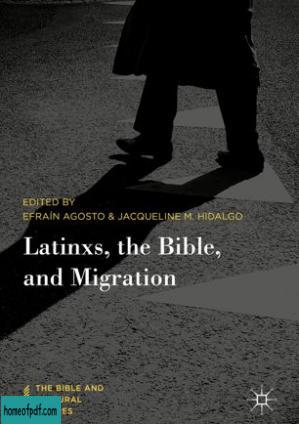 EDITED BY
EFRAÍN AGOSTO & JACQUELINE M. HIDALGO
Latinxs, the Bible,
and Migration
THE BIBLE AND
homeofpdf.com